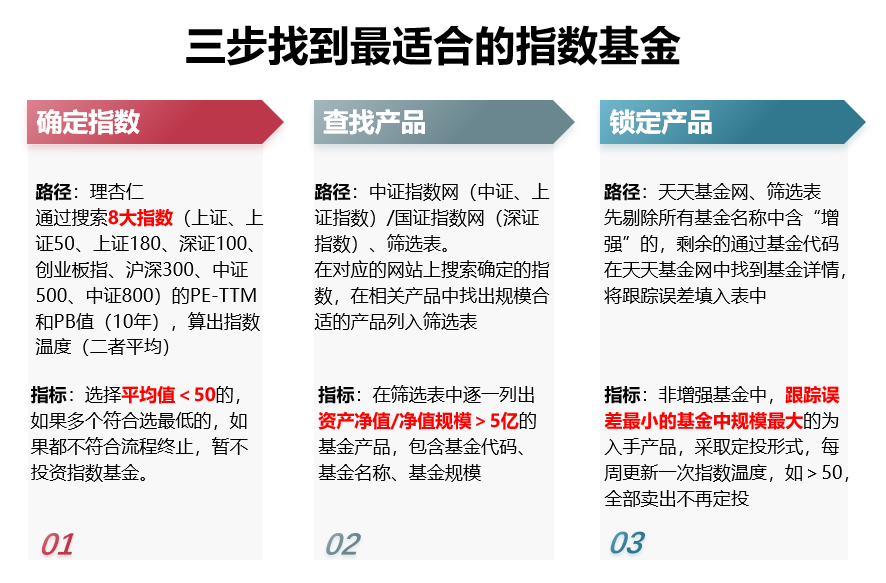 三步找到最适合的指数基金
确定指数
路径：理杏仁
通过搜索8大指数（上证、上
证50、上证180、深证100、
创业板指、沪深300、中证
500、中证800）的PE-TTM
和PB值（10年），算出指数
温度（二者平均）
指标：选择平均值＜50的，
如果多个符合选最低的，如
果都不符合流程终止，暂不
投资指数基金。
01
查找产品
路径：中证指数网（中证、上
证指数）/国证指数网（深证
指数）、筛选表。
在对应的网站上搜索确定的指
数，在相关产品中找出规模合
适的产品列入筛选表
指标：在筛选表中逐一列出
资产净值/净值规模＞5亿的
基金产品，包含基金代码、
基金名称、基金规模
02
锁定产品
路径：天天基金网、筛选表
先剔除所有基金名称中含“增
强”的，剩余的通过基金代码
在天天基金网中找到基金详情，
将跟踪误差填入表中
指标：非增强基金中，跟踪误
差最小的基金中规模最大的为
入手产品，采取定投形式，每
周更新一次指数温度，如＞50，
全部卖出不再定投
03